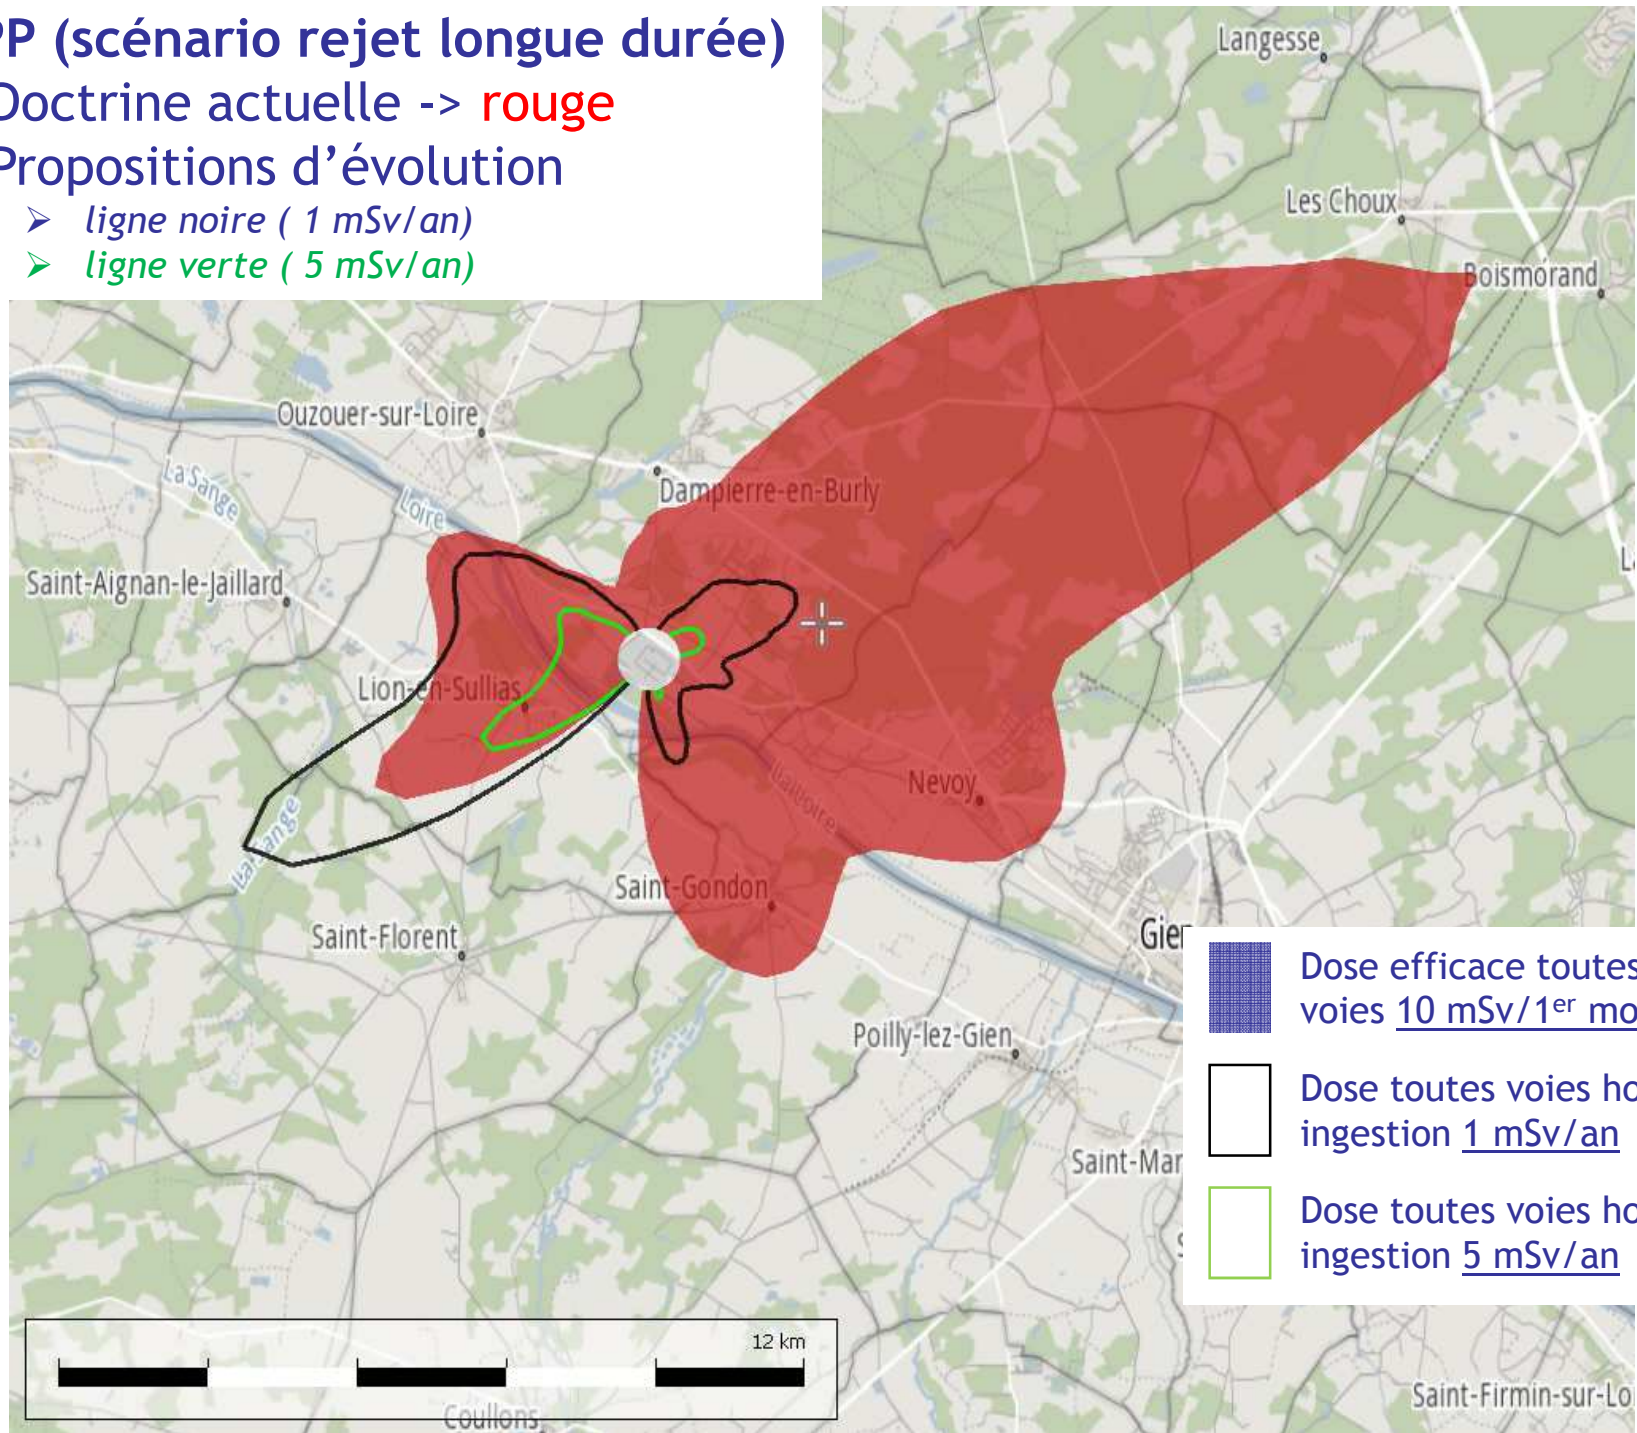 PP (scénario rejet longue durée)
Doctrine actuelle -> rouge
Propositions d’évolution
➢ ligne noire ( 1 mSv/an)
➢ ligne verte ( 5 mSv/an)
Langesse
Les Choux
Boismorand
Ouzouer-sur-Loire
La Sange
Loire
Dampierre-en-Burly
Saint-Aignan-le-Jaillard
Lion-en-Sullias
Nevoy
La Loire
La Sange
Saint-Gondon
Saint-Florent
Gien
Poilly-lez-Gien
Saint-Mar
Dose efficace toutes
voies 10 mSv/1er mo
Dose toutes voies ho
ingestion 1 mSv/an
Dose toutes voies ho
ingestion 5 mSv/an
12 km
Coullons
Saint-Firmin-sur-Lo